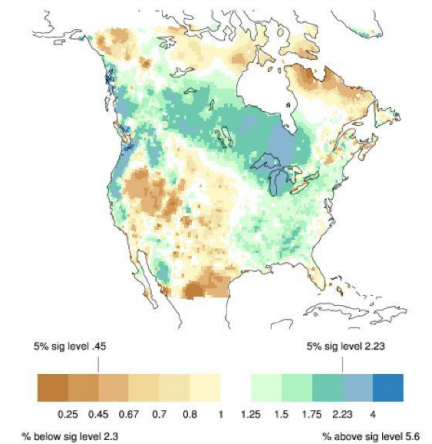 5% sig level .45 5% sig level 2.23
0.25 0.45 0.67 0.7 0.8 1 1.25 1.5 1.75 2.23 4
% below sig level 2.3 % above sig level 5.6